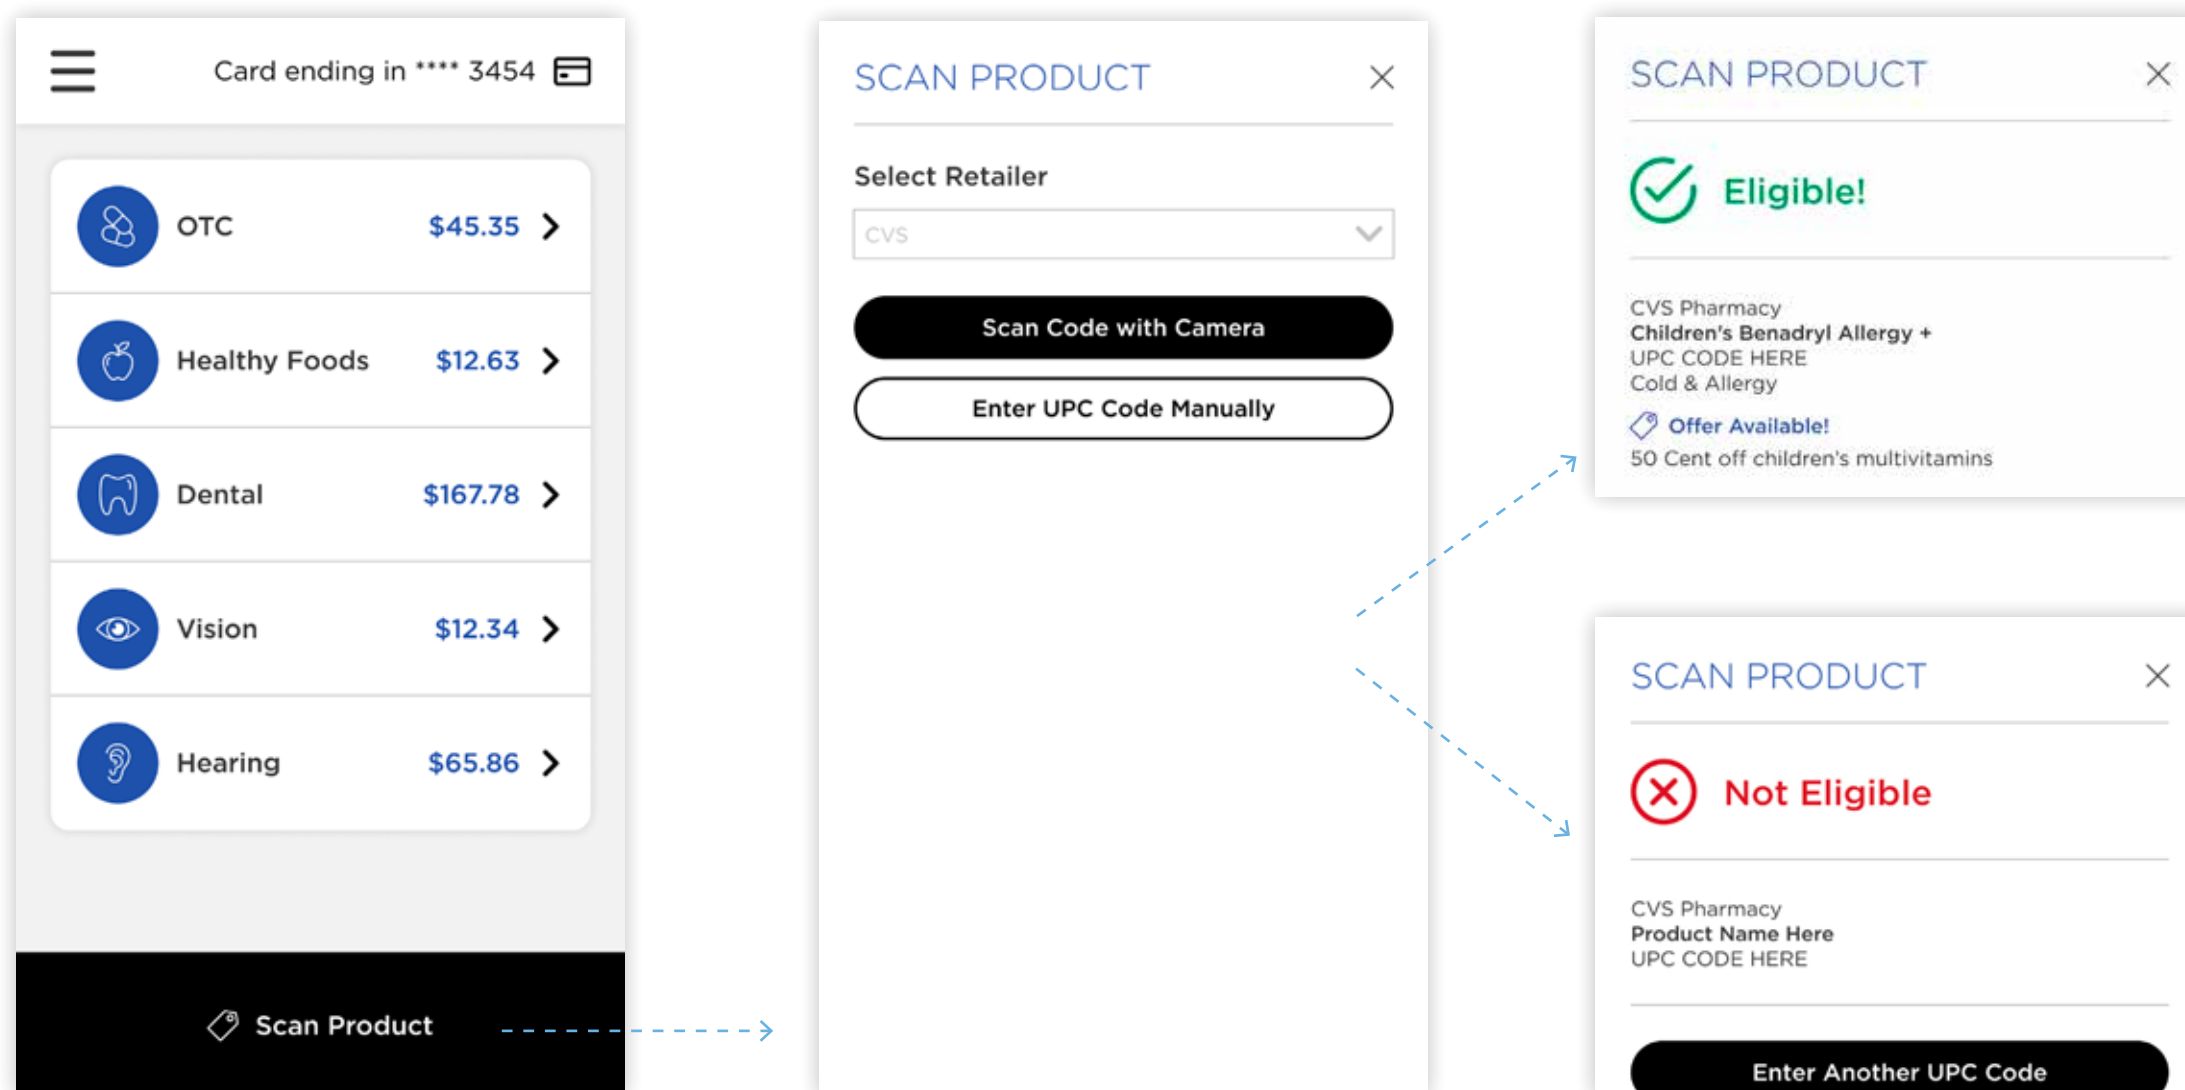 Card ending in **** 3454
OTC $45.35
Healthy Foods $12.63
Dental $167.78
Vision $12.34
Hearing $65.86
Scan Product
SCAN PRODUCT
Select Retailer
CVS
Scan Code with Camera
Enter UPC Code Manually
SCAN PRODUCT
Eligible!
CVS Pharmacy
Children's Benadryl Allergy +
UPC CODE HERE
Cold & Allergy
Offer Available!
50 Cent off children's multivitamins
SCAN PRODUCT
Not Eligible
CVS Pharmacy
Product Name Here
UPC CODE HERE
Enter Another UPC Code